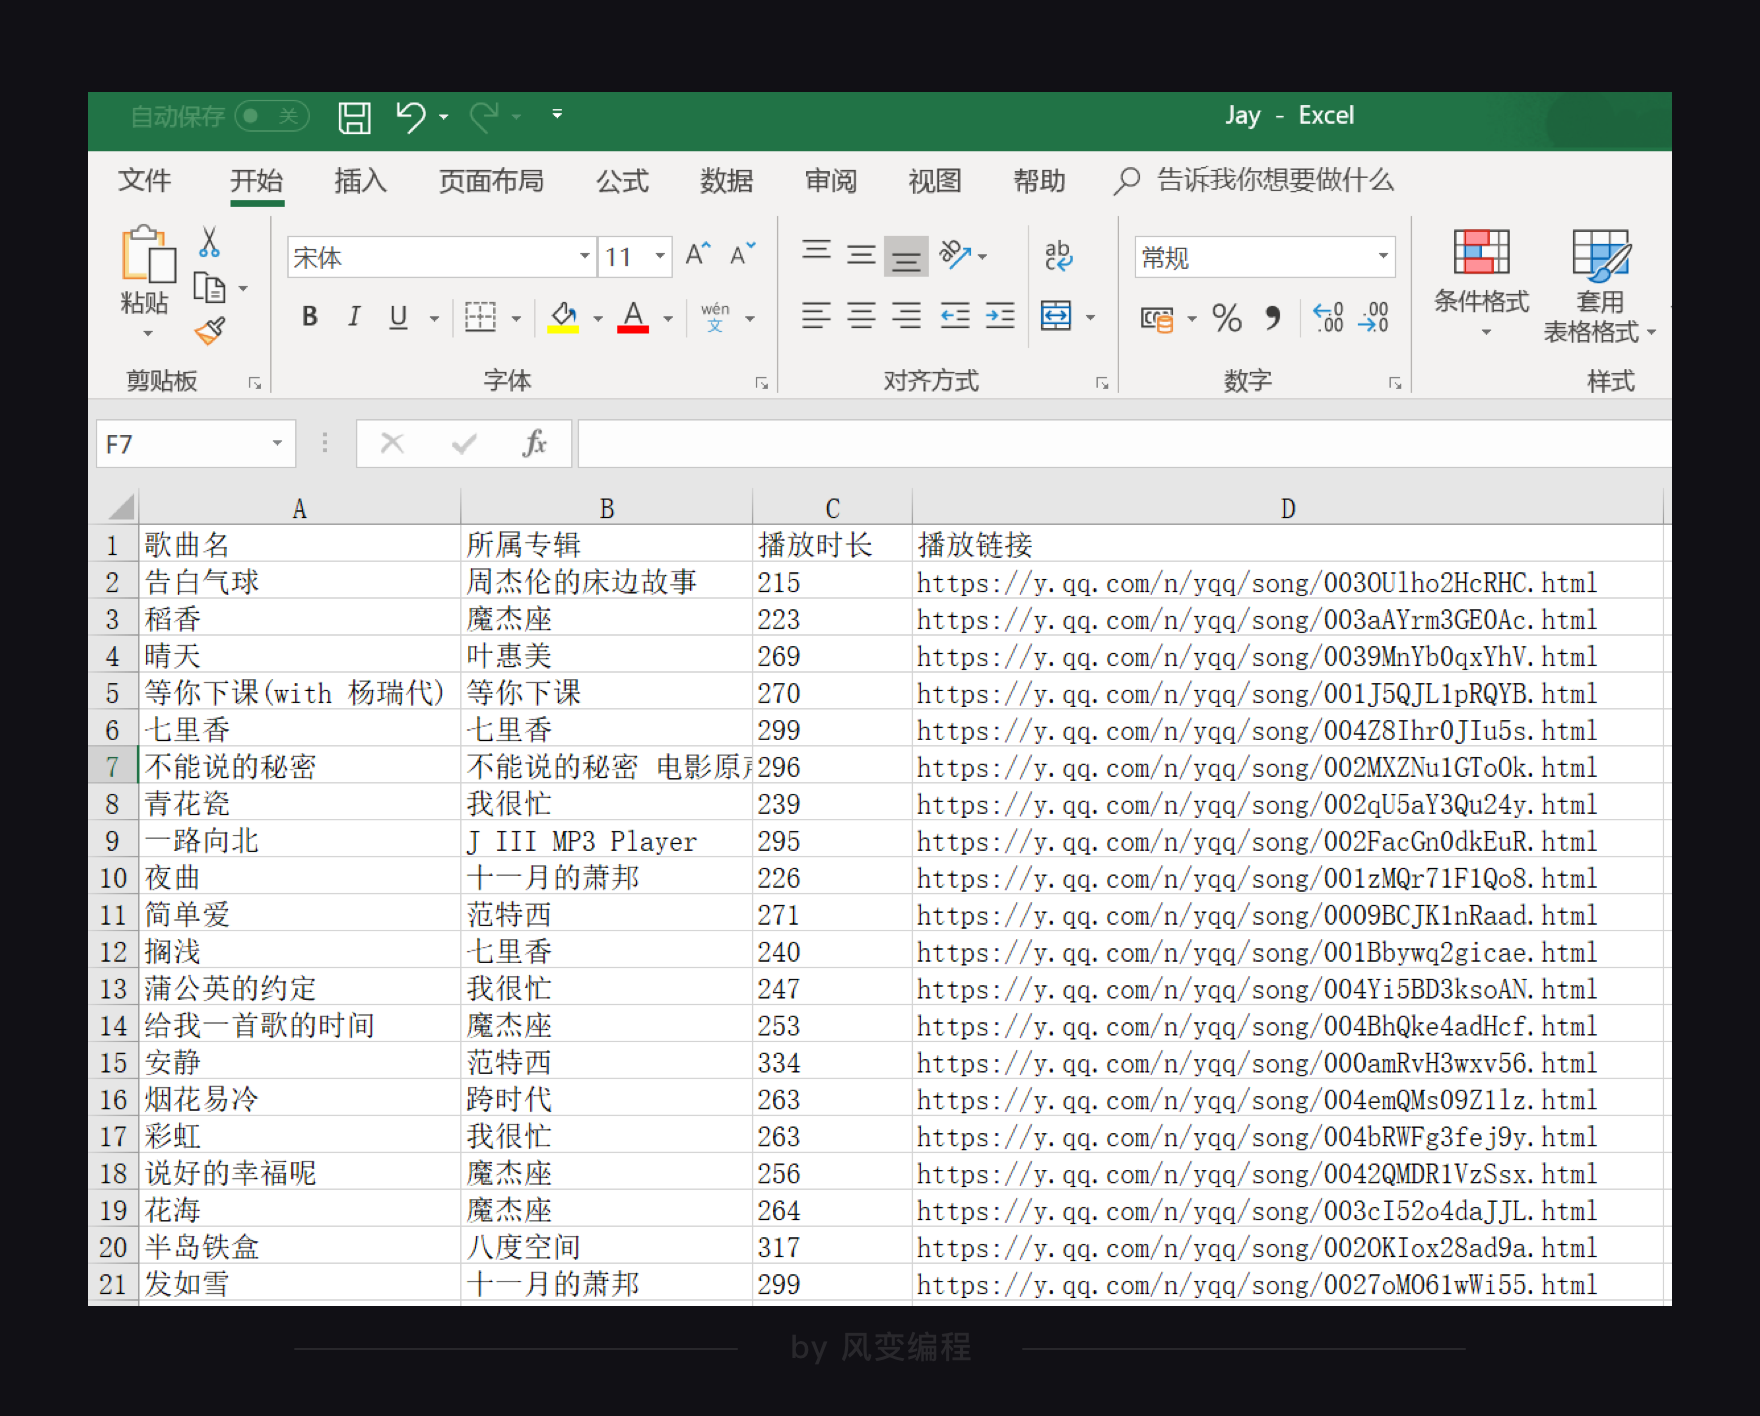 自动保存 关 Jay - Excel
文件 开始 插入 页面布局 公式 数据 审阅 视图 帮助 告诉我你想要做什么
粘贴 宋体 11 常规 条件格式 套用 表格格式
B I U A wén 文 ab c % .00 .00
剪贴板 字体 对齐方式 数字 样式
F7 fx
A B C D
1 歌曲名 所属专辑 播放时长 播放链接
2 告白气球 周杰伦的床边故事 215 https://y.qq.com/n/yqq/song/003OUlho2HcRHC.html
3 稻香 魔杰座 223 https://y.qq.com/n/yqq/song/003aAYrm3GE0Ac.html
4 晴天 叶惠美 269 https://y.qq.com/n/yqq/song/0039MnYb0qxYhV.html
5 等你下课(with 杨瑞代) 等你下课 270 https://y.qq.com/n/yqq/song/001J5QJL1pRQYB.html
6 七里香 七里香 299 https://y.qq.com/n/yqq/song/004Z8Ihr0JIu5s.html
7 不能说的秘密 不能说的秘密 电影原声 296 https://y.qq.com/n/yqq/song/002MXZNu1GToOk.html
8 青花瓷 我很忙 239 https://y.qq.com/n/yqq/song/002qU5aY3Qu24y.html
9 一路向北 J III MP3 Player 295 https://y.qq.com/n/yqq/song/002FacGn0dkEuR.html
10 夜曲 十一月的萧邦 226 https://y.qq.com/n/yqq/song/001zMQr71F1Qo8.html
11 简单爱 范特西 271 https://y.qq.com/n/yqq/song/0009BCJK1nRaad.html
12 搁浅 七里香 240 https://y.qq.com/n/yqq/song/001Bbywq2gicae.html
13 蒲公英的约定 我很忙 247 https://y.qq.com/n/yqq/song/004Yi5BD3ksoAN.html
14 给我一首歌的时间 魔杰座 253 https://y.qq.com/n/yqq/song/004BhQke4adHcf.html
15 安静 范特西 334 https://y.qq.com/n/yqq/song/000amRvH3wxv56.html
16 烟花易冷 跨时代 263 https://y.qq.com/n/yqq/song/004emQMs09Z1lz.html
17 彩虹 我很忙 263 https://y.qq.com/n/yqq/song/004bRWFg3fej9y.html
18 说好的幸福呢 魔杰座 256 https://y.qq.com/n/yqq/song/0042QMDR1VzSsx.html
19 花海 魔杰座 264 https://y.qq.com/n/yqq/song/003cI52o4daJJL.html
20 半岛铁盒 八度空间 317 https://y.qq.com/n/yqq/song/002OKIox28ad9a.html
21 发如雪 十一月的萧邦 299 https://y.qq.com/n/yqq/song/0027oMO61wWi55.html
by 风变编程